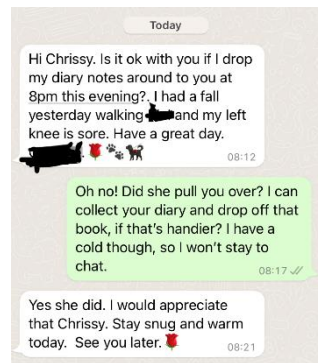 Today
Hi Chrissy. Is it ok with you if I drop
my diary notes around to you at
8pm this evening?. I had a fall
yesterday walking and my left
knee is sore. Have a great day.
🌹🐾🐈‍⬛
08:12
Oh no! Did she pull you over? I can
collect your diary and drop off that
book, if that's handier? I have a
cold though, so I won't stay to
chat.
08:17
Yes she did. I would appreciate
that Chrissy. Stay snug and warm
today. See you later.🌹
08:21